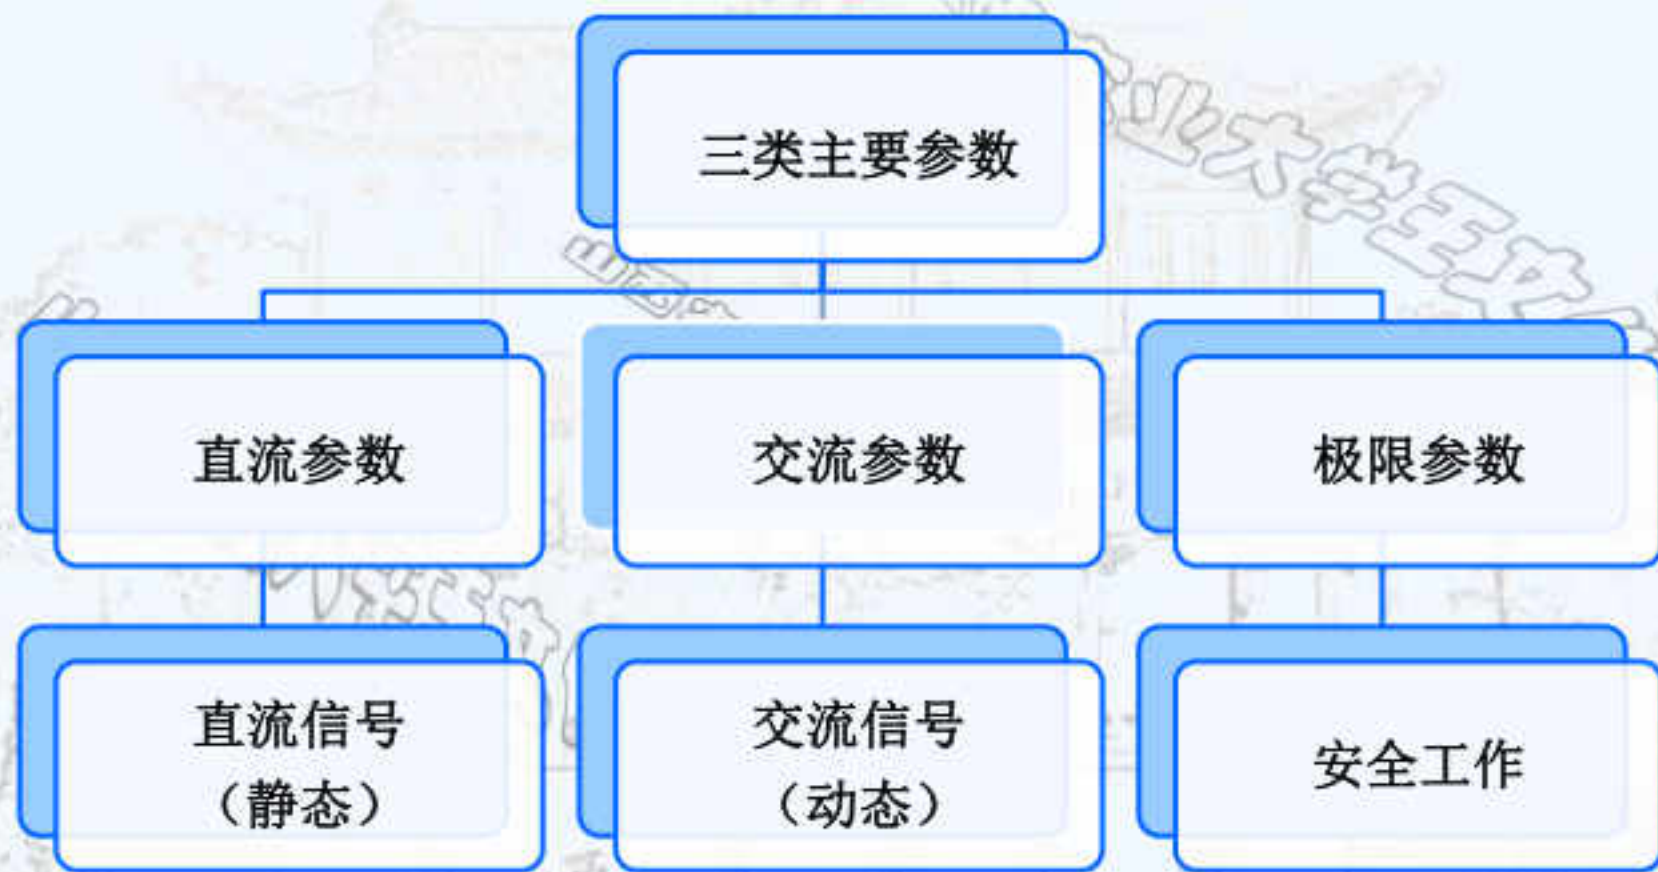 三类主要参数
直流参数
交流参数
极限参数
直流信号
（静态）
交流信号
（动态）
安全工作